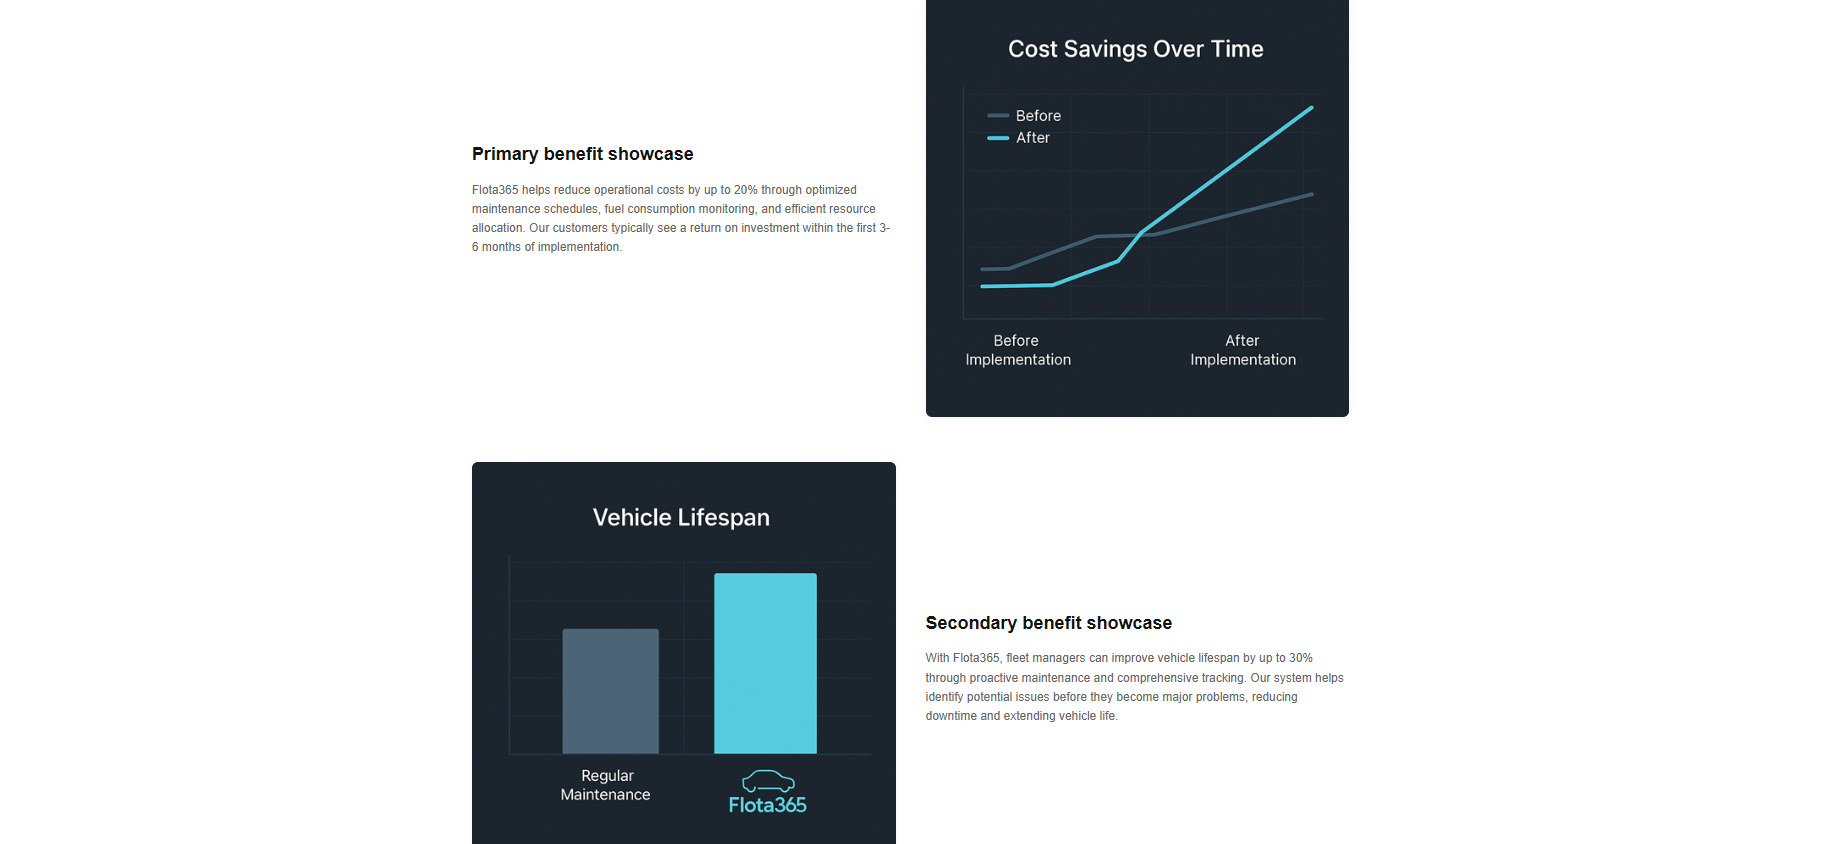 Cost Savings Over Time
Before
After
Before
Implementation
After
Implementation
Primary benefit showcase
Flota365 helps reduce operational costs by up to 20% through optimized
maintenance schedules, fuel consumption monitoring, and efficient resource
allocation. Our customers typically see a return on investment within the first 3-
6 months of implementation.
Vehicle Lifespan
Regular
Maintenance
Flota365
Secondary benefit showcase
With Flota365, fleet managers can improve vehicle lifespan by up to 30%
through proactive maintenance and comprehensive tracking. Our system helps
identify potential issues before they become major problems, reducing
downtime and extending vehicle life.